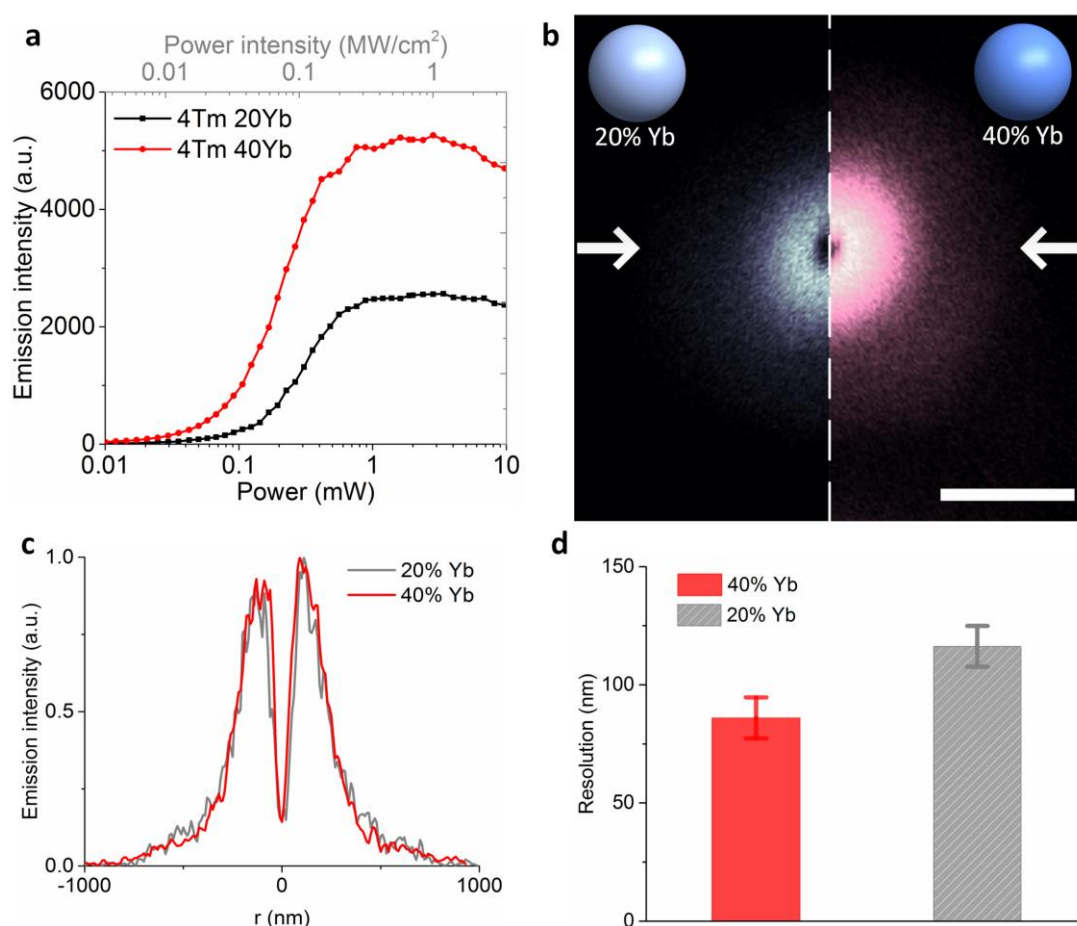 a
Power intensity (MW/cm²)
0.01 0.1 1
6000
4000
2000
0
Emission intensity (a.u.)
4Tm 20Yb
4Tm 40Yb
0.01 0.1 1 10
Power (mW)
b
20% Yb
40% Yb
c
1.0
0.5
0.0
Emission intensity (a.u.)
20% Yb
40% Yb
-1000 0 1000
r (nm)
d
150
100
50
0
Resolution (nm)
40% Yb
20% Yb